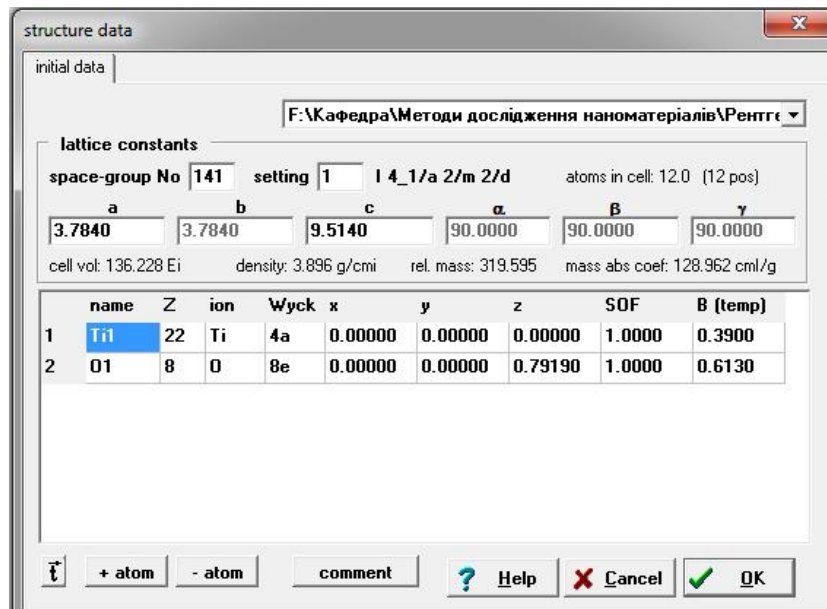 structure data
initial data
F:\Кафедра\Методи дослідження наноматеріалів\Рентге
lattice constants
space-group No 141 setting 1 I 4_1/a 2/m 2/d atoms in cell: 12.0 (12 pos)
a b c α β γ
3.7840 3.7840 9.5140 90.0000 90.0000 90.0000
cell vol: 136.228 Ei density: 3.896 g/cmi rel. mass: 319.595 mass abs coef: 128.962 cml/g
name Z ion Wyck x y z SOF B (temp)
1 Ti1 22 Ti 4a 0.00000 0.00000 0.00000 1.0000 0.3900
2 O1 8 O 8e 0.00000 0.00000 0.79190 1.0000 0.6130
t + atom - atom comment ? Help Cancel OK